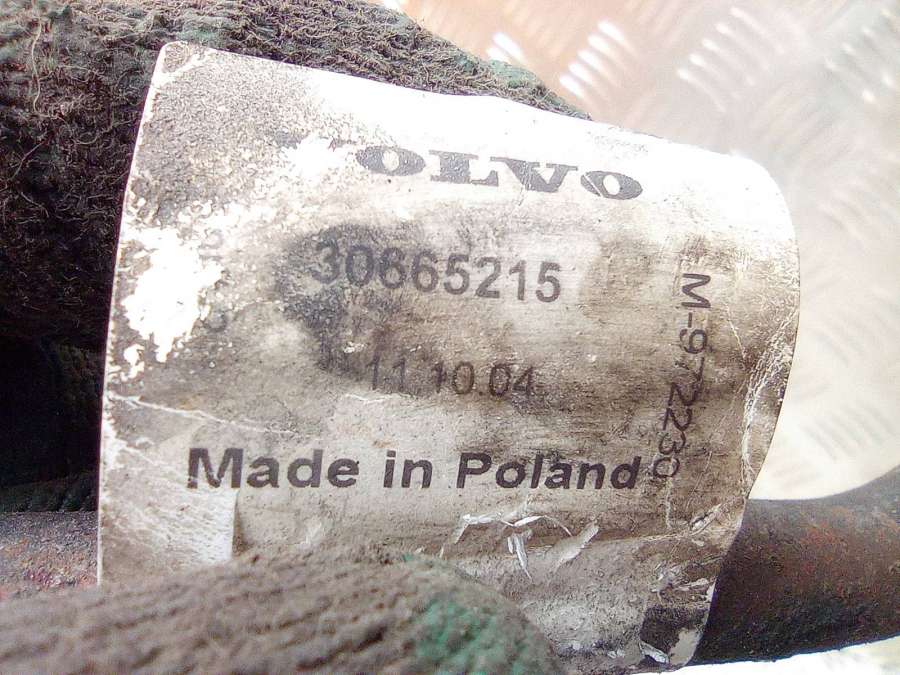 VOLVO
30665215
11.10.04
Made in Poland
M-972230